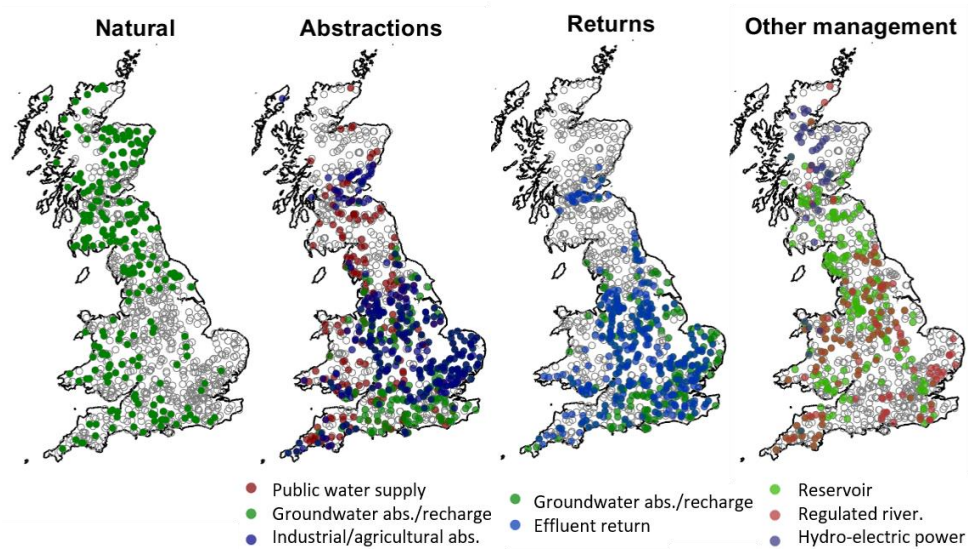 Natural
Abstractions
Returns
Other management
Public water supply
Groundwater abs./recharge
Industrial/agricultural abs.
Groundwater abs./recharge
Effluent return
Reservoir
Regulated river.
Hydro-electric power